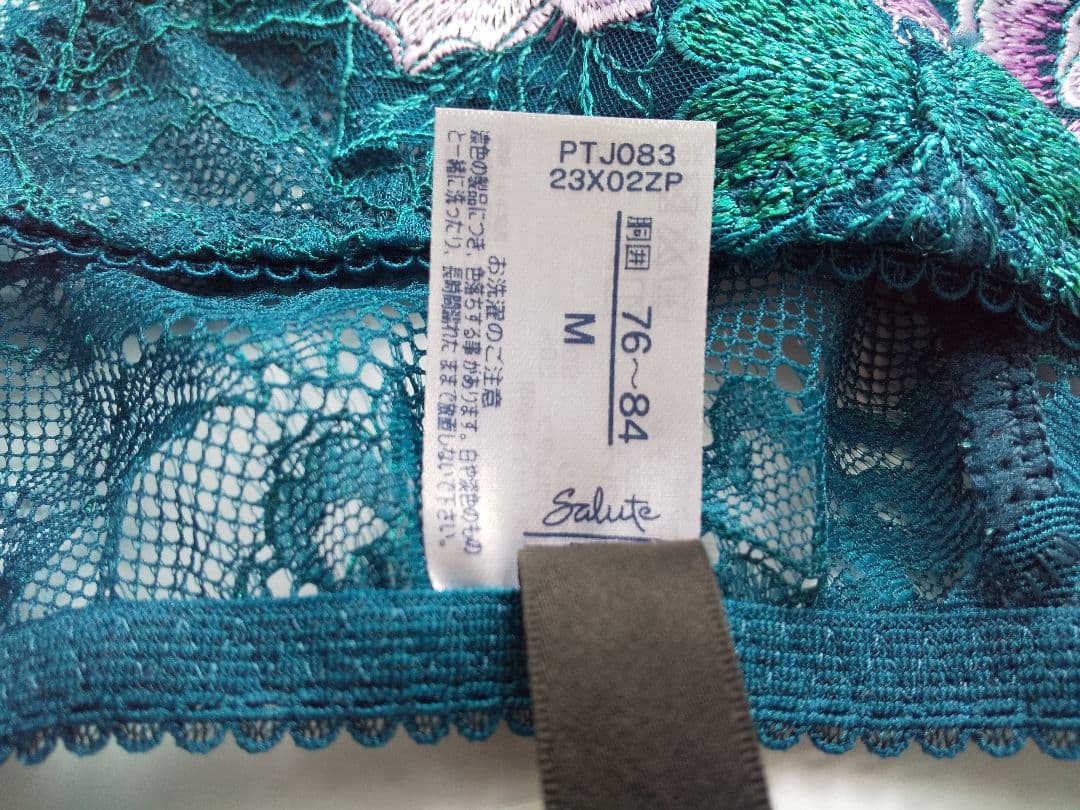 PTJ083
23X02ZP
胴囲 76~84
M
Salute
お洗濯のご注意
濃色の製品につき、色落ちする事があります。白や淡色のもの
と一緒に洗ったり、長時間濡れたままで放置しないで下さい。